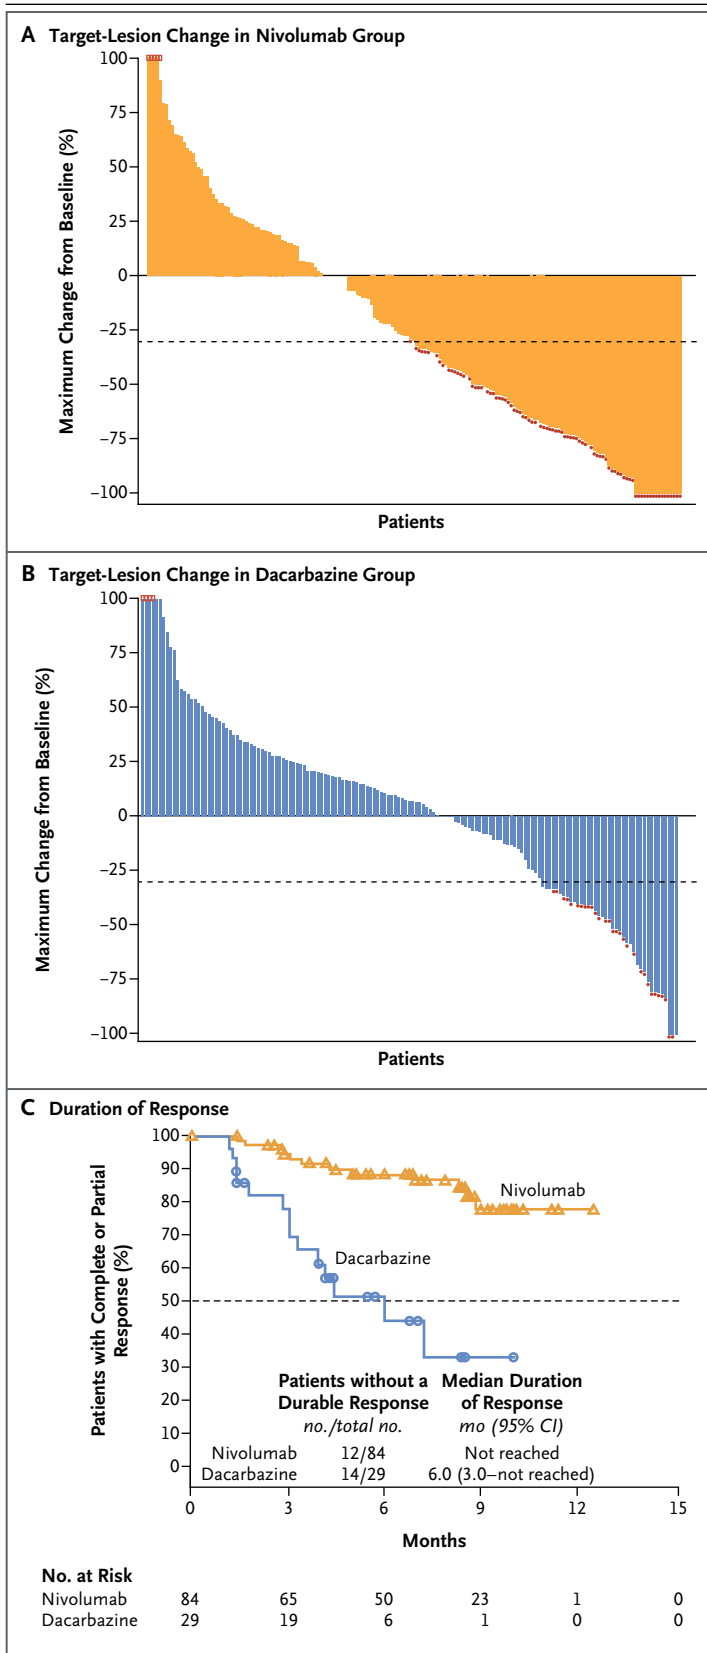 A Target-Lesion Change in Nivolumab Group
Maximum Change from Baseline (%)
100
75
50
25
0
−25
−50
−75
−100
Patients
B Target-Lesion Change in Dacarbazine Group
Maximum Change from Baseline (%)
100
75
50
25
0
−25
−50
−75
−100
Patients
C Duration of Response
Patients with Complete or Partial
Response (%)
100
90
80
70
60
50
40
30
20
10
0
Nivolumab
Dacarbazine
Patients without a Median Duration
Durable Response of Response
no./total no. mo (95% CI)
Nivolumab 12/84 Not reached
Dacarbazine 14/29 6.0 (3.0–not reached)
0 3 6 9 12 15
Months
No. at Risk
Nivolumab 84 65 50 23 1 0
Dacarbazine 29 19 6 1 0 0